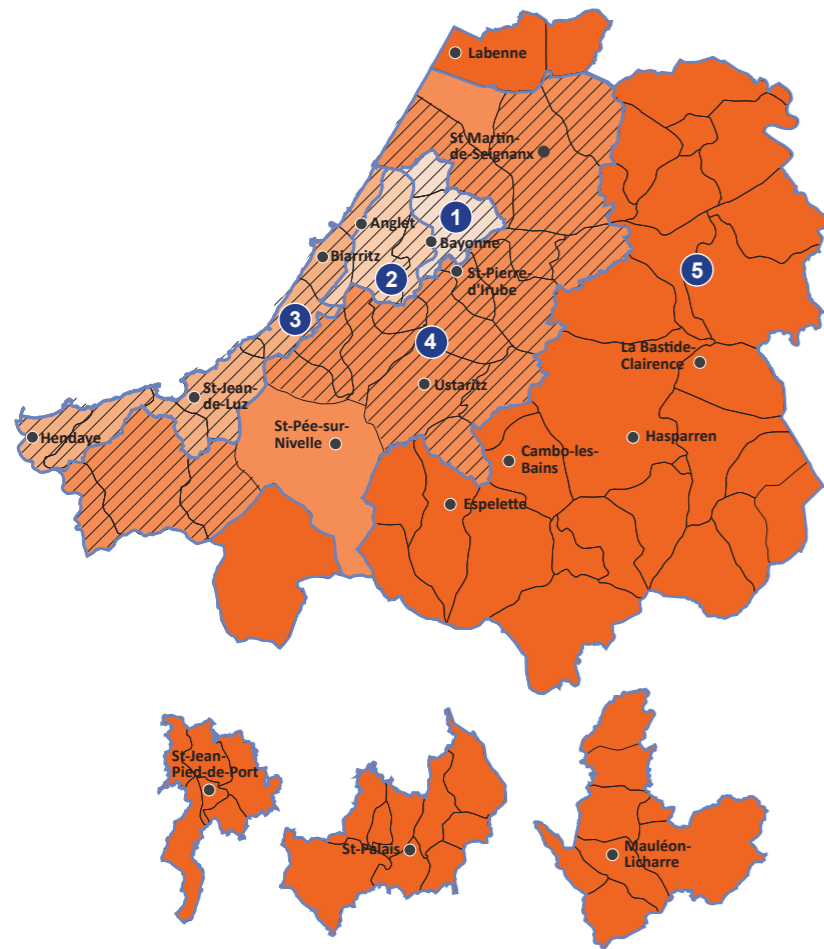 Labenne
St Martin-
de-Seignanx
1
Anglet
Bayonne
Biarritz
5
2
St-Pierre-
d'Irube
3
4
La Bastide-
Clairence
Ustaritz
St-Jean-
de-Luz
St-Pée-sur-
Nivelle
Hendaye
Hasparren
Cambo-les-
Bains
Espelette
St-Jean-
Pied-de-Port
St-Palais
Mauléon-
Licharre